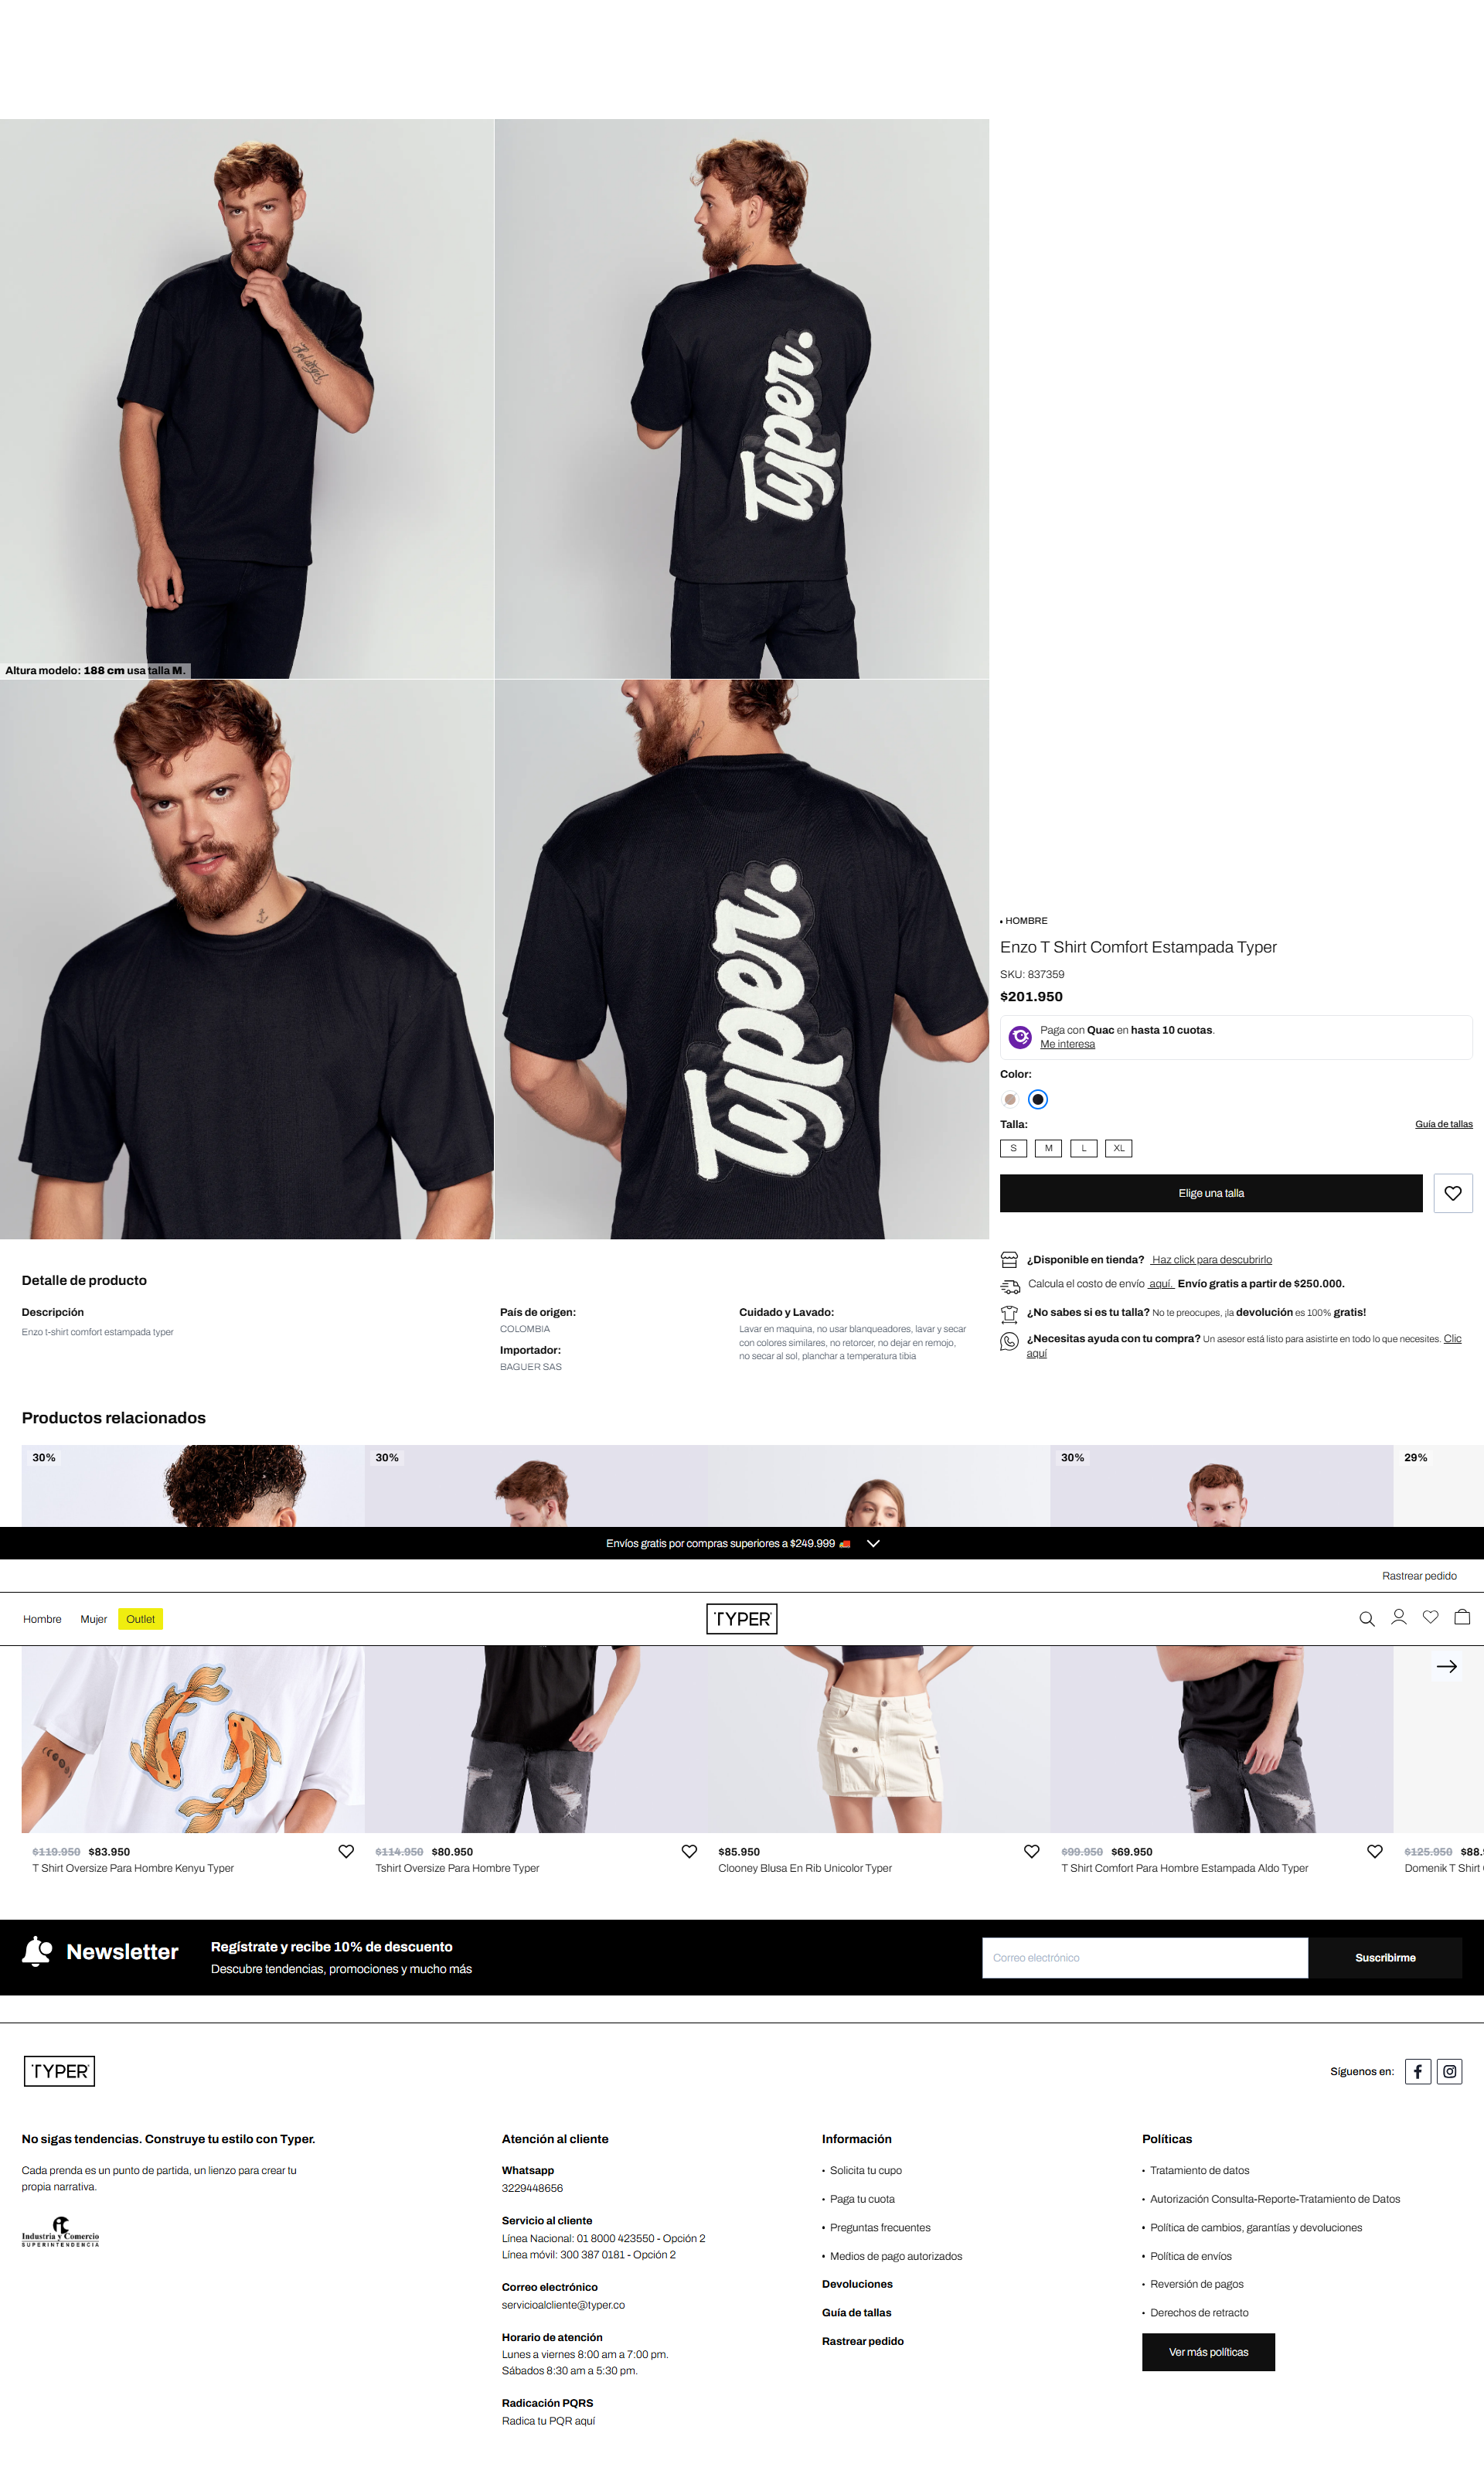 Typer.
Altura modelo: 188 cm usa talla M.
Typer.
• HOMBRE
Enzo T Shirt Comfort Estampada Typer
SKU: 837359
$201.950
Paga con Quac en hasta 10 cuotas.
Me interesa
Color:
Talla:
Guía de tallas
S M L XL
Elige una talla
¿Disponible en tienda? Haz click para descubrirlo
Calcula el costo de envío aquí. Envío gratis a partir de $250.000.
¿No sabes si es tu talla? No te preocupes, ¡la devolución es 100% gratis!
¿Necesitas ayuda con tu compra? Un asesor está listo para asistirte en todo lo que necesites. Clic
aquí
Detalle de producto
Descripción
Enzo t-shirt comfort estampada typer
País de origen:
COLOMBIA
Importador:
BAGUER SAS
Cuidado y Lavado:
Lavar en maquina, no usar blanqueadores, lavar y secar
con colores similares, no retorcer, no dejar en remojo,
no secar al sol, planchar a temperatura tibia
Productos relacionados
30%
30%
30%
29%
Envíos gratis por compras superiores a $249.999
Rastrear pedido
Hombre Mujer Outlet
TYPER
$119.950 $83.950
T Shirt Oversize Para Hombre Kenyu Typer
$114.950 $80.950
Tshirt Oversize Para Hombre Typer
$85.950
Clooney Blusa En Rib Unicolor Typer
$99.950 $69.950
T Shirt Comfort Para Hombre Estampada Aldo Typer
$125.950 $88.
Domenik T Shirt
Newsletter
Regístrate y recibe 10% de descuento
Descubre tendencias, promociones y mucho más
Correo electrónico
Suscribirme
TYPER
Síguenos en:
No sigas tendencias. Construye tu estilo con Typer.
Cada prenda es un punto de partida, un lienzo para crear tu
propia narrativa.
Industria y Comercio
SUPERINTENDENCIA
Atención al cliente
Whatsapp
3229448656
Servicio al cliente
Línea Nacional: 01 8000 423550 - Opción 2
Línea móvil: 300 387 0181 - Opción 2
Correo electrónico
servicioalcliente@typer.co
Horario de atención
Lunes a viernes 8:00 am a 7:00 pm.
Sábados 8:30 am a 5:30 pm.
Radicación PQRS
Radica tu PQR aquí
Información
• Solicita tu cupo
• Paga tu cuota
• Preguntas frecuentes
• Medios de pago autorizados
Devoluciones
Guía de tallas
Rastrear pedido
Políticas
• Tratamiento de datos
• Autorización Consulta-Reporte-Tratamiento de Datos
• Política de cambios, garantías y devoluciones
• Política de envíos
• Reversión de pagos
• Derechos de retracto
Ver más políticas